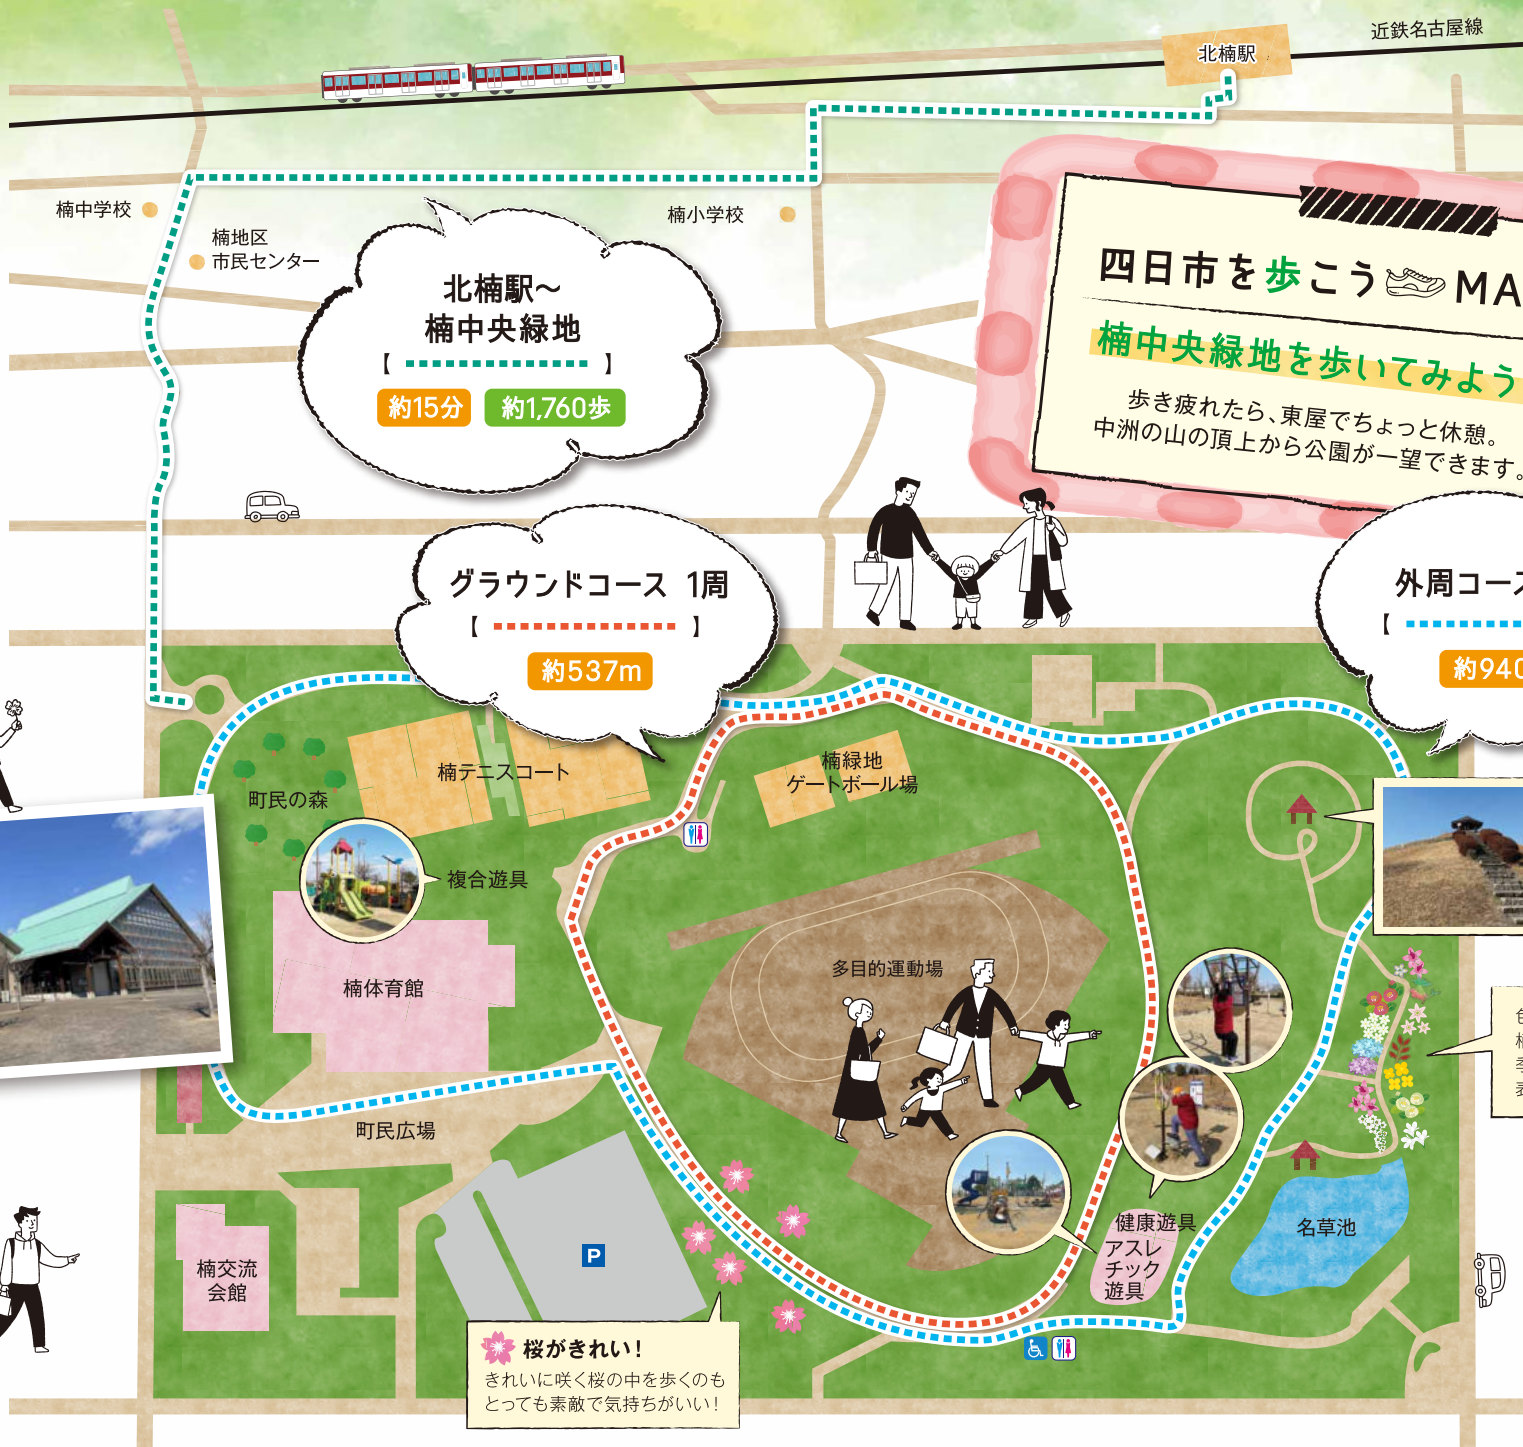 近鉄名古屋線
北楠駅
楠中学校
楠地区
市民センター
楠小学校
北楠駅～
楠中央緑地
【 】
約15分 約1,760歩
四日市を歩こう MA
楠中央緑地を歩いてみよう
歩き疲れたら、東屋でちょっと休憩。
中洲の山の頂上から公園が一望できます。
グラウンドコース 1周
【 】
約537m
外周コース
【
約940
楠テニスコート
町民の森
楠緑地
ゲートボール場
複合遊具
楠体育館
多目的運動場
町民広場
健康遊具
アスレ
チック
遊具
名草池
楠交流
会館
P
桜がきれい！
きれいに咲く桜の中を歩くのも
とっても素敵で気持ちがいい！